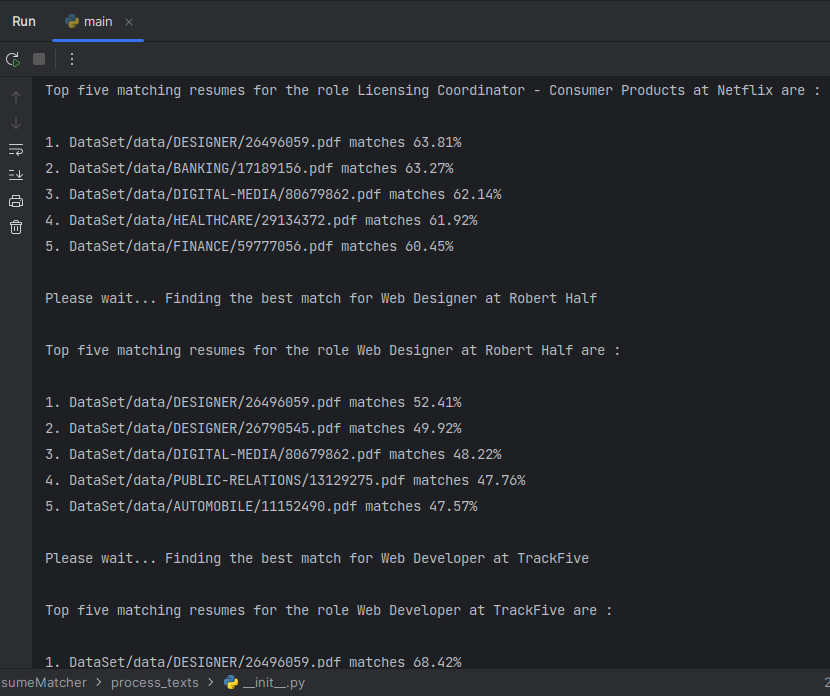 Run main
Top five matching resumes for the role Licensing Coordinator - Consumer Products at Netflix are :
1. DataSet/data/DESIGNER/26496059.pdf matches 63.81%
2. DataSet/data/BANKING/17189156.pdf matches 63.27%
3. DataSet/data/DIGITAL-MEDIA/80679862.pdf matches 62.14%
4. DataSet/data/HEALTHCARE/29134372.pdf matches 61.92%
5. DataSet/data/FINANCE/59777056.pdf matches 60.45%
Please wait... Finding the best match for Web Designer at Robert Half
Top five matching resumes for the role Web Designer at Robert Half are :
1. DataSet/data/DESIGNER/26496059.pdf matches 52.41%
2. DataSet/data/DESIGNER/26790545.pdf matches 49.92%
3. DataSet/data/DIGITAL-MEDIA/80679862.pdf matches 48.22%
4. DataSet/data/PUBLIC-RELATIONS/13129275.pdf matches 47.76%
5. DataSet/data/AUTOMOBILE/11152490.pdf matches 47.57%
Please wait... Finding the best match for Web Developer at TrackFive
Top five matching resumes for the role Web Developer at TrackFive are :
1. DataSet/data/DESIGNER/26496059.pdf matches 68.42%
sumeMatcher > process_texts > __init__.py 2